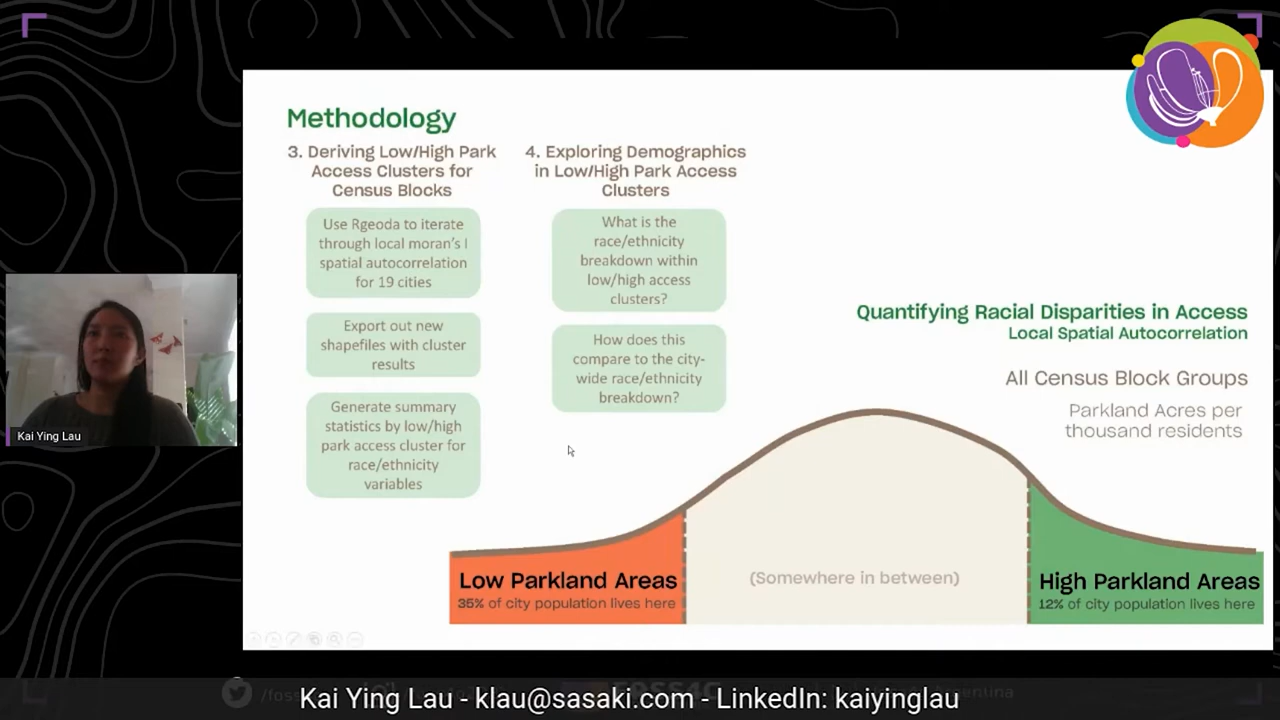 Methodology
3. Deriving Low/High Park
Access Clusters for
Census Blocks
Use Rgeoda to iterate
through local moran's I
spatial autocorrelation
for 19 cities
Export out new
shapefiles with cluster
results
Generate summary
statistics by low/high
park access cluster for
race/ethnicity
variables
4. Exploring Demographics
in Low/High Park Access
Clusters
What is the
race/ethnicity
breakdown within
low/high access
clusters?
How does this
compare to the city-
wide race/ethnicity
breakdown?
Quantifying Racial Disparities in Access
Local Spatial Autocorrelation
All Census Block Groups
Parkland Acres per
thousand residents
Low Parkland Areas
35% of city population lives here
(Somewhere in between)
High Parkland Areas
12% of city population lives here
Kai Ying Lau
Kai Ying Lau - klau@sasaki.com - LinkedIn: kaiyinglau